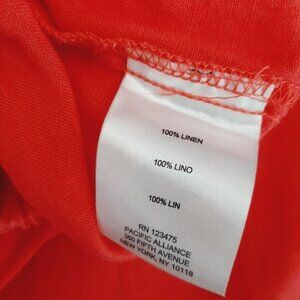 100% LINEN
100% LINO
100% LIN
RN 123475
PACIFIC ALLIANCE
350 FIFTH AVENUE
NEW YORK, NY 10118